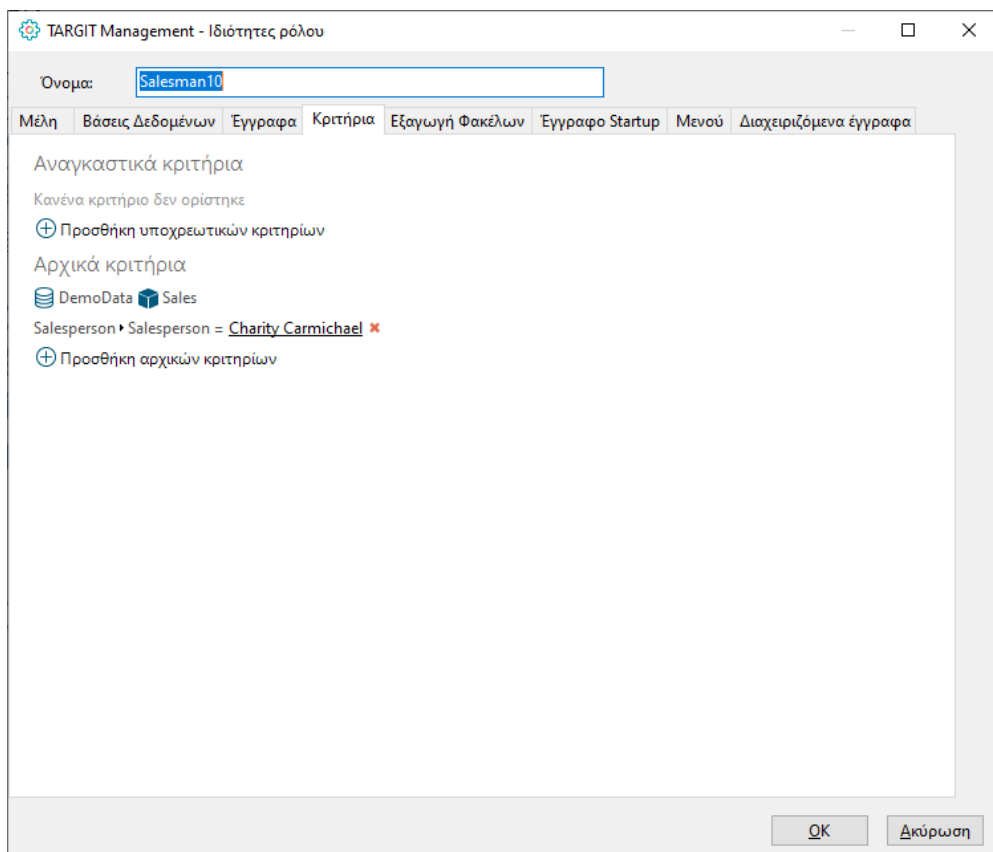 TARGIT Management - Ιδιότητες ρόλου
Όνομα: Salesman10
Μέλη Βάσεις Δεδομένων Έγγραφα Κριτήρια Εξαγωγή Φακέλων Έγγραφο Startup Μενού Διαχειριζόμενα έγγραφα
Αναγκαστικά κριτήρια
Κανένα κριτήριο δεν ορίστηκε
Προσθήκη υποχρεωτικών κριτηρίων
Αρχικά κριτήρια
DemoData Sales
Salesperson ▸ Salesperson = Charity Carmichael
Προσθήκη αρχικών κριτηρίων
OK Ακύρωση